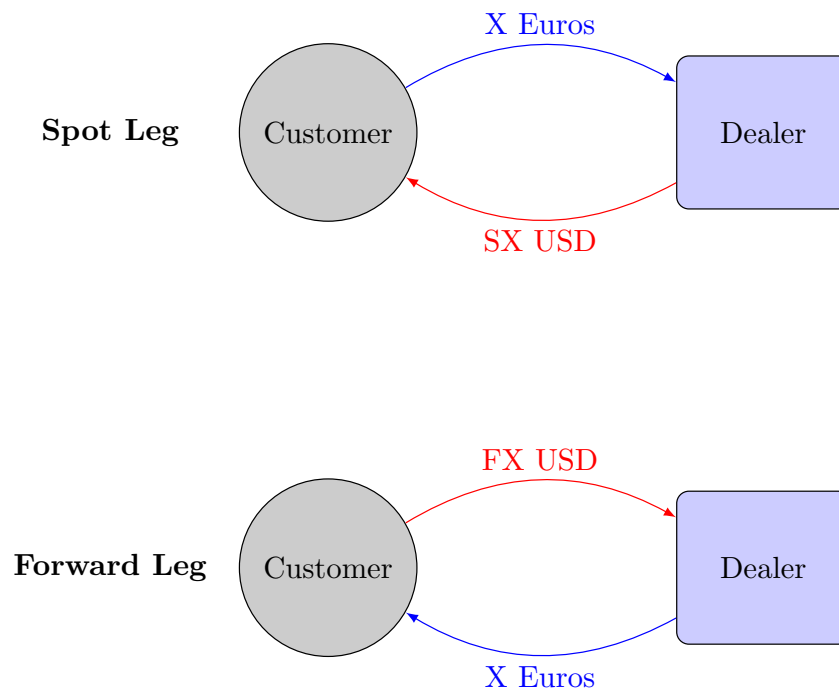 X Euros
Spot Leg
Customer
Dealer
SX USD
FX USD
Forward Leg
Customer
Dealer
X Euros